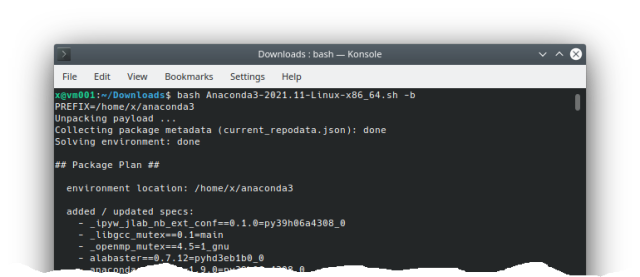 Downloads : bash — Konsole
File Edit View Bookmarks Settings Help
x@vm001:~/Downloads$ bash Anaconda3-2021.11-Linux-x86_64.sh -b
PREFIX=/home/x/anaconda3
Unpacking payload ...
Collecting package metadata (current_repodata.json): done
Solving environment: done
## Package Plan ##
environment location: /home/x/anaconda3
added / updated specs:
- _ipyw_jlab_nb_ext_conf==0.1.0=py39h06a4308_0
- _libgcc_mutex==0.1=main
- _openmp_mutex==4.5=1_gnu
- alabaster==0.7.12=pyhd3eb1b0_0